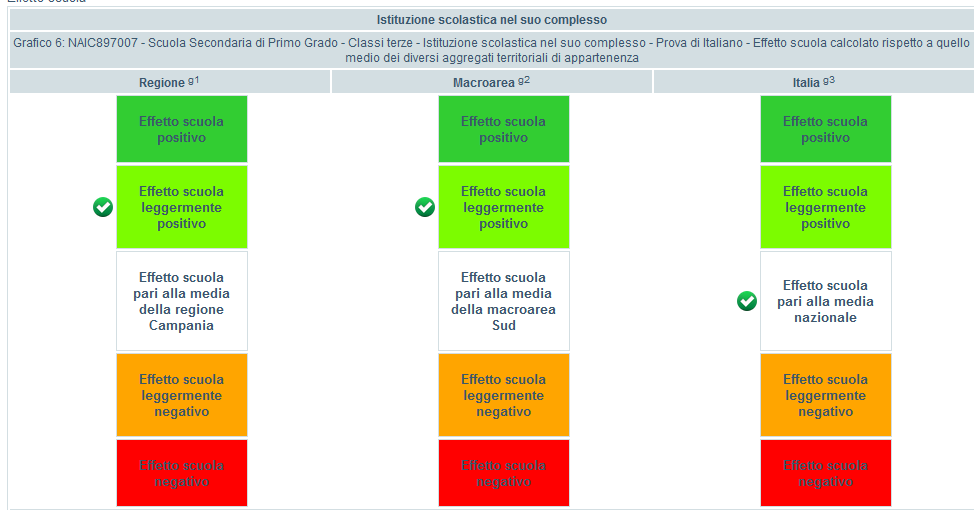 Effetto scuola
Istituzione scolastica nel suo complesso
Grafico 6: NAIC897007 - Scuola Secondaria di Primo Grado - Classi terze - Istituzione scolastica nel suo complesso - Prova di Italiano - Effetto scuola calcolato rispetto a quello
medio dei diversi aggregati territoriali di appartenenza
Regione g1
Macroarea g2
Italia g3
Effetto scuola
positivo
Effetto scuola
positivo
Effetto scuola
positivo
Effetto scuola
leggermente
positivo
Effetto scuola
leggermente
positivo
Effetto scuola
leggermente
positivo
Effetto scuola
pari alla media
della regione
Campania
Effetto scuola
pari alla media
della macroarea
Sud
Effetto scuola
pari alla media
nazionale
Effetto scuola
leggermente
negativo
Effetto scuola
leggermente
negativo
Effetto scuola
leggermente
negativo
Effetto scuola
negativo
Effetto scuola
negativo
Effetto scuola
negativo